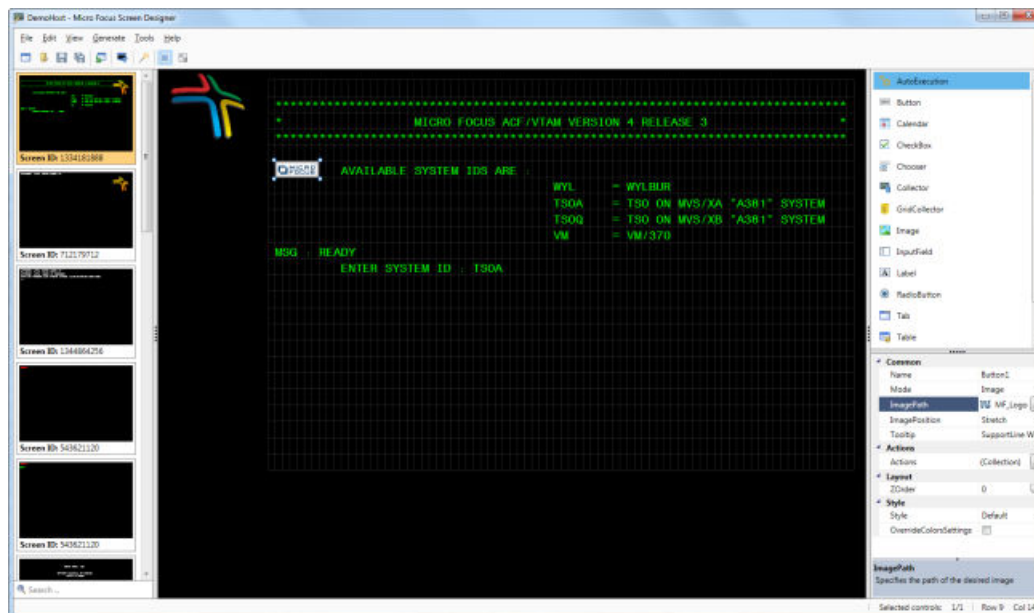 DemoHost - Micro Focus Screen Designer
File Edit View Generate Tools Help
Screen ID: 1334181888
Screen ID: 712179712
Screen ID: 1344864256
Screen ID: 543621120
Screen ID: 543621120
Search ...
MICRO FOCUS ACF/VTAM VERSION 4 RELEASE 3
AVAILABLE SYSTEM IDS ARE :
WYL = WYLBUR
TSOA = TSO ON MVS/XA "A381" SYSTEM
TSOQ = TSO ON MVS/XB "A381" SYSTEM
VM = VM/370
MSG : READY
ENTER SYSTEM ID : TSOA
AutoExecution
Button
Calendar
CheckBox
Chooser
Collector
GridCollector
Image
InputField
Label
RadioButton
Tab
Table
Common
Name Button1
Mode Image
ImagePath MF_Logo
ImagePosition Stretch
Tooltip SupportLine W
Actions
Actions (Collection)
Layout
ZOrder 0
Style
Style Default
OverrideColorsSettings
ImagePath
Specifies the path of the desired image
Selected controls: 1/1 Row 9 Col